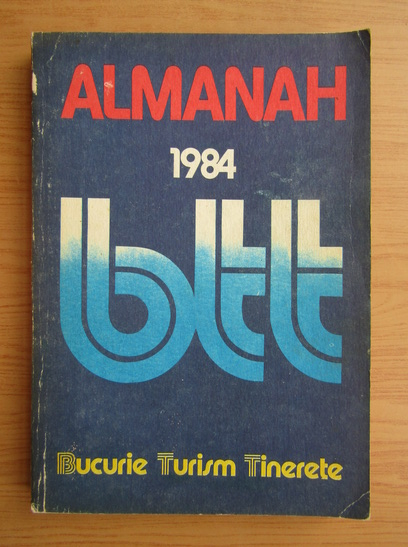 ALMANAH
1984
btt
Bucurie Turism Tinerete